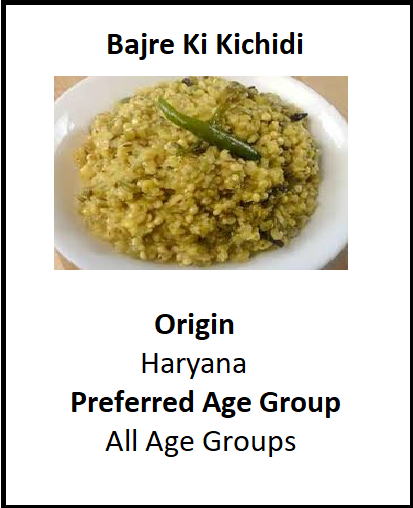 Bajre Ki Kichidi
Origin
Haryana
Preferred Age Group
All Age Groups